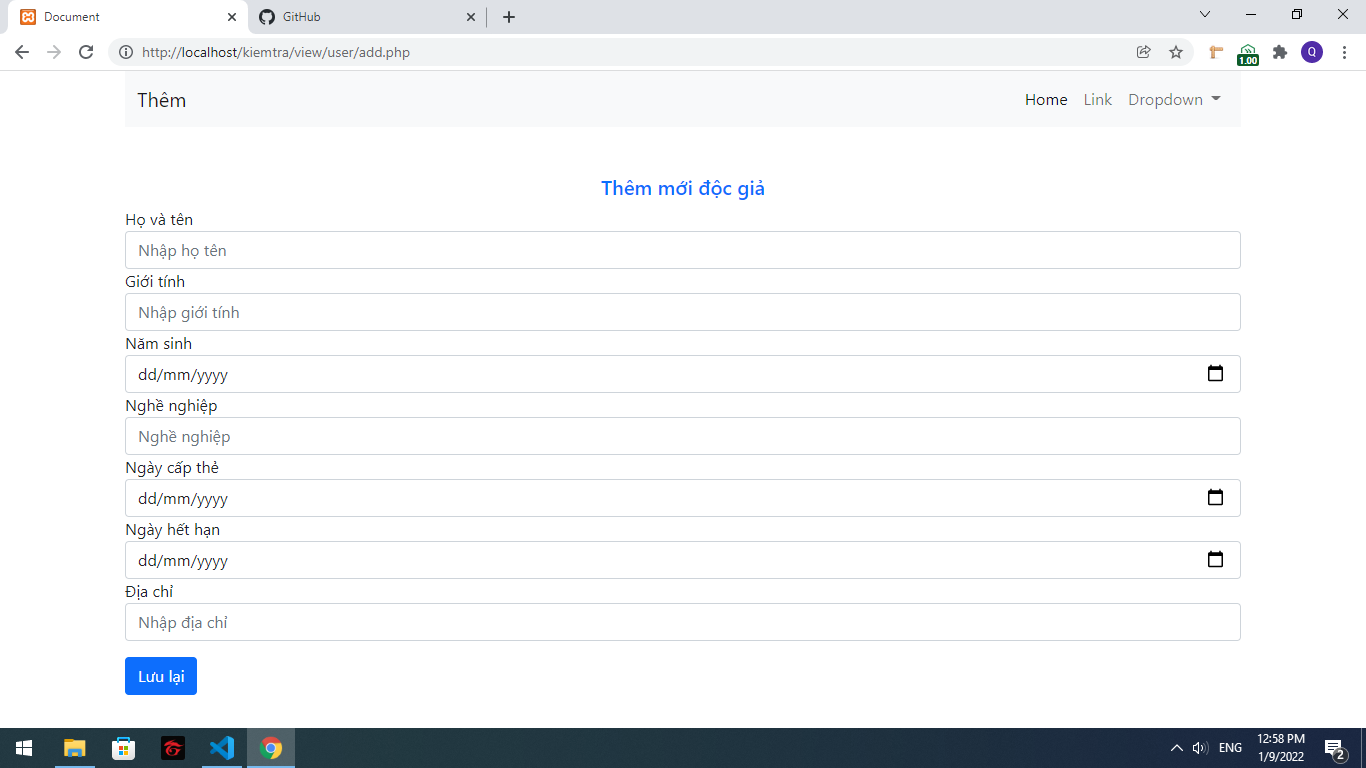 Document
GitHub
http://localhost/kiemtra/view/user/add.php
1.00
Q
Thêm
Home Link Dropdown
Thêm mới độc giả
Họ và tên
Nhập họ tên
Giới tính
Nhập giới tính
Năm sinh
dd/mm/yyyy
Nghề nghiệp
Nghề nghiệp
Ngày cấp thẻ
dd/mm/yyyy
Ngày hết hạn
dd/mm/yyyy
Địa chỉ
Nhập địa chỉ
Lưu lại
ENG
12:58 PM
1/9/2022
2